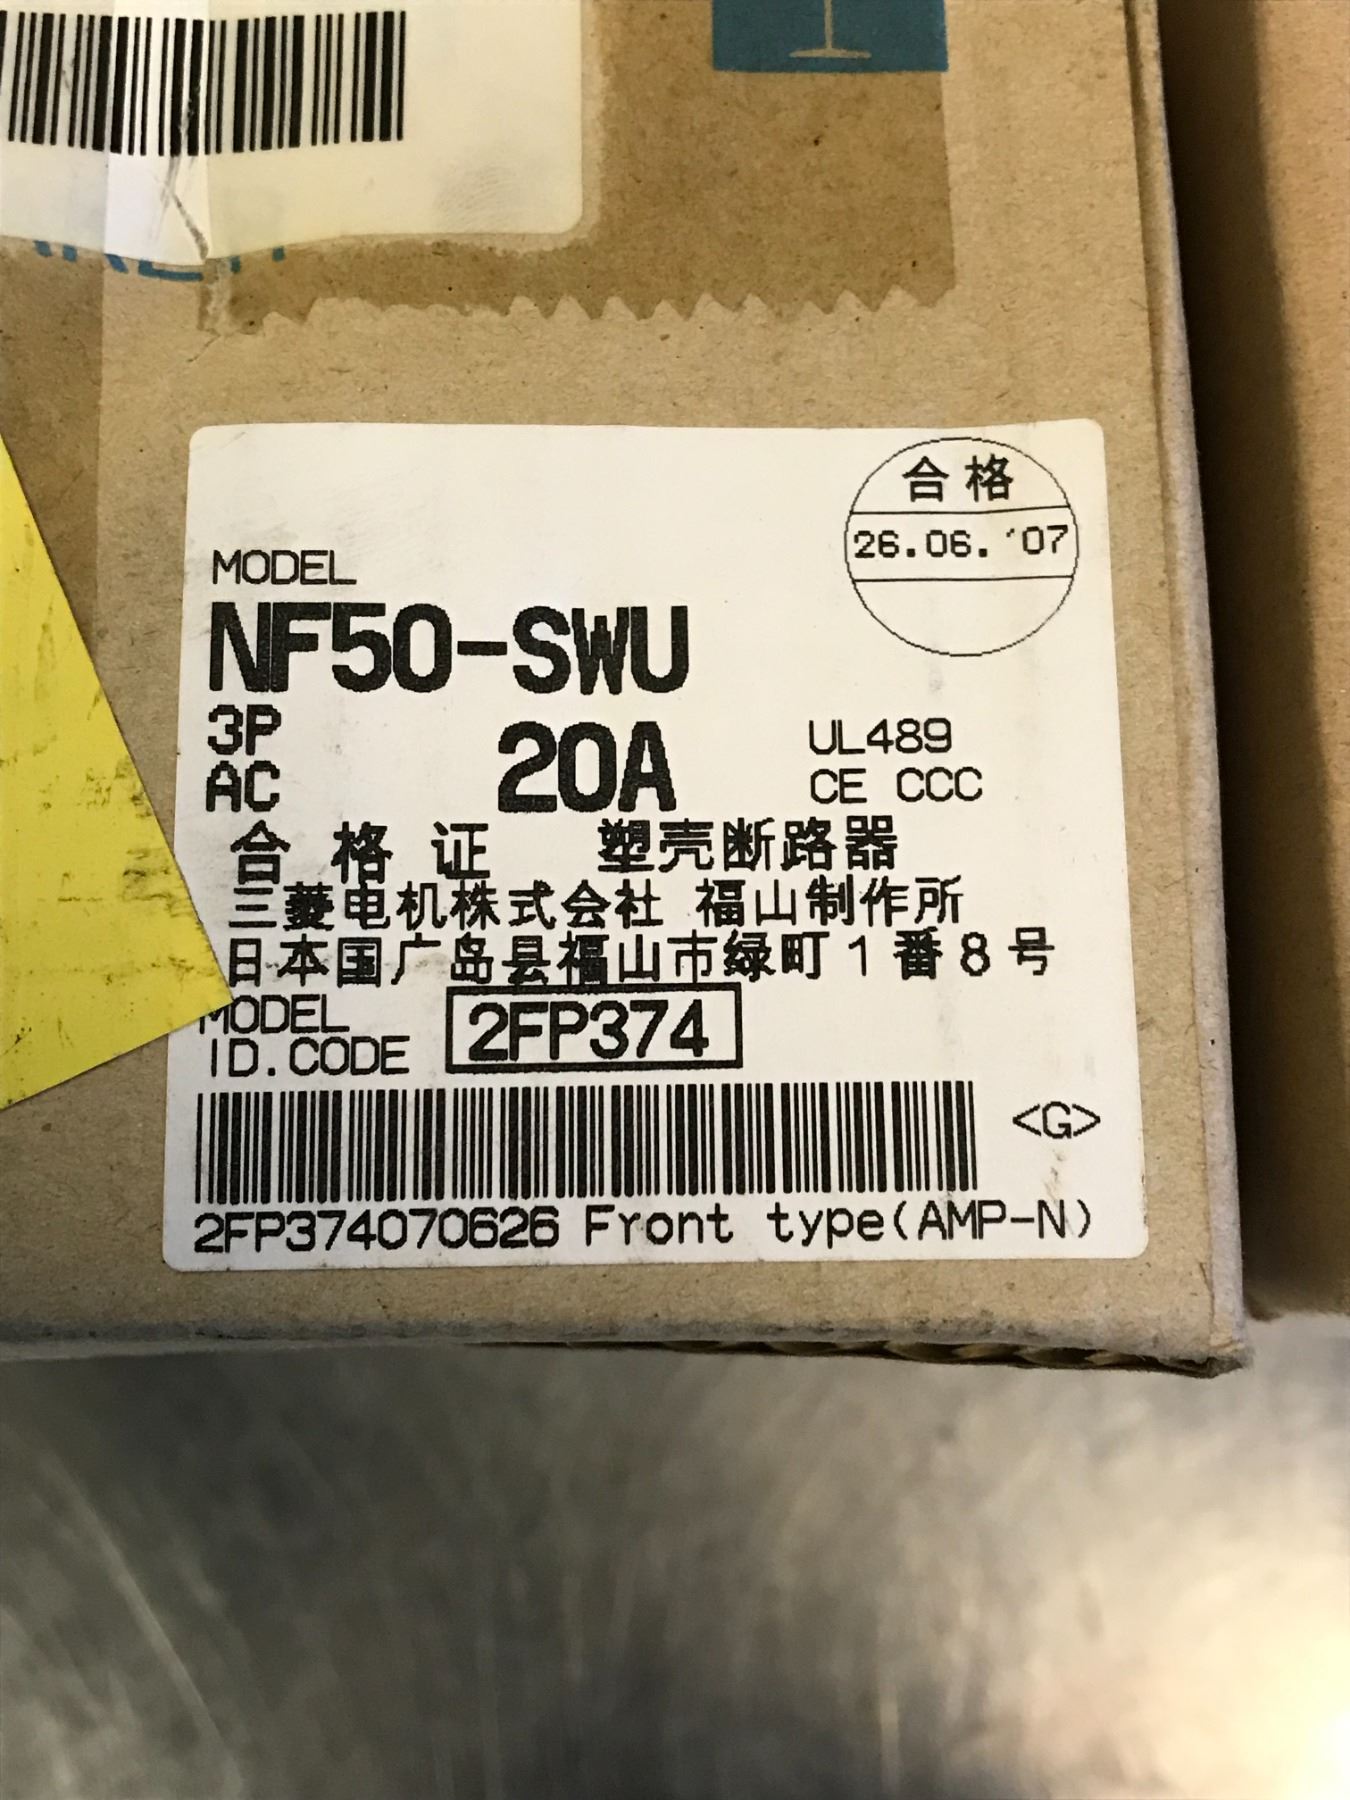 合格
26.06.'07
MODEL
NF50-SWU
3P
AC
20A
UL489
CE CCC
合格证 塑壳断路器
三菱电机株式会社 福山制作所
日本国广岛县福山市绿町1番8号
MODEL
ID.CODE
2FP374
<G>
2FP374070626 Front type(AMP-N)